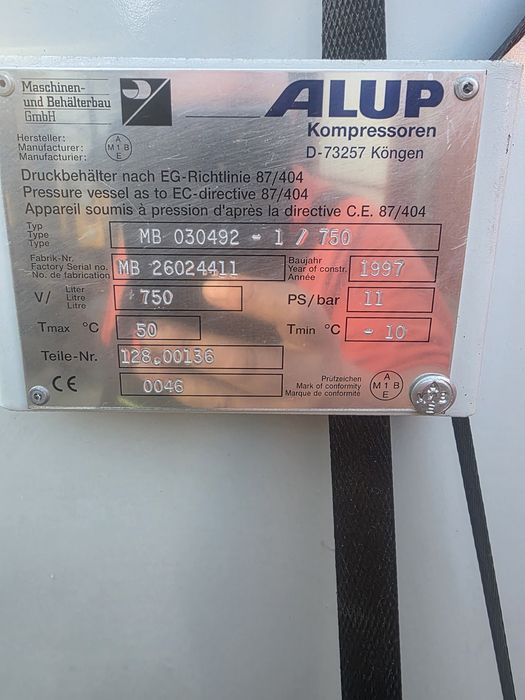 Maschinen-
und Behälterbau
GmbH
ALUP
Kompressoren
D-73257 Köngen
Hersteller:
Manufacturer:
Manufacturier:
A
M 1 B
E
Druckbehälter nach EG-Richtlinie 87/404
Pressure vessel as to EC-directive 87/404
Appareil soumis à pression d'après la directive C.E. 87/404
Typ
Type
Type
MB 030492 - 1 / 750
Fabrik-Nr.
Factory Serial no.
No. de fabrication
MB 26024411
Baujahr
Year of constr.
Année
1997
V/
Liter
Litre
Litre
750
PS/bar
11
Tmax °C
50
Tmin °C
- 10
Teile-Nr.
128.00136
CE
0046
Prüfzeichen
Mark of conformity
Marque de conformité
A
M 1 B
E